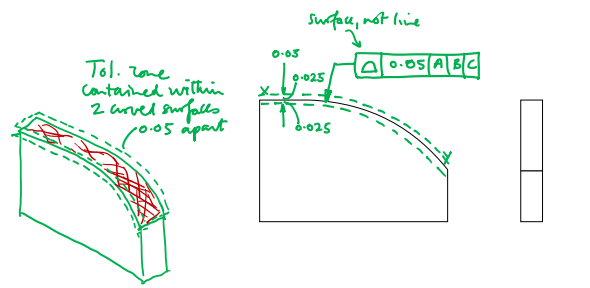 surface, not line
Tol. zone
contained within
2 curved surfaces
0.05 apart
0.05
0.025
0.05 A B C
X
X
0.025